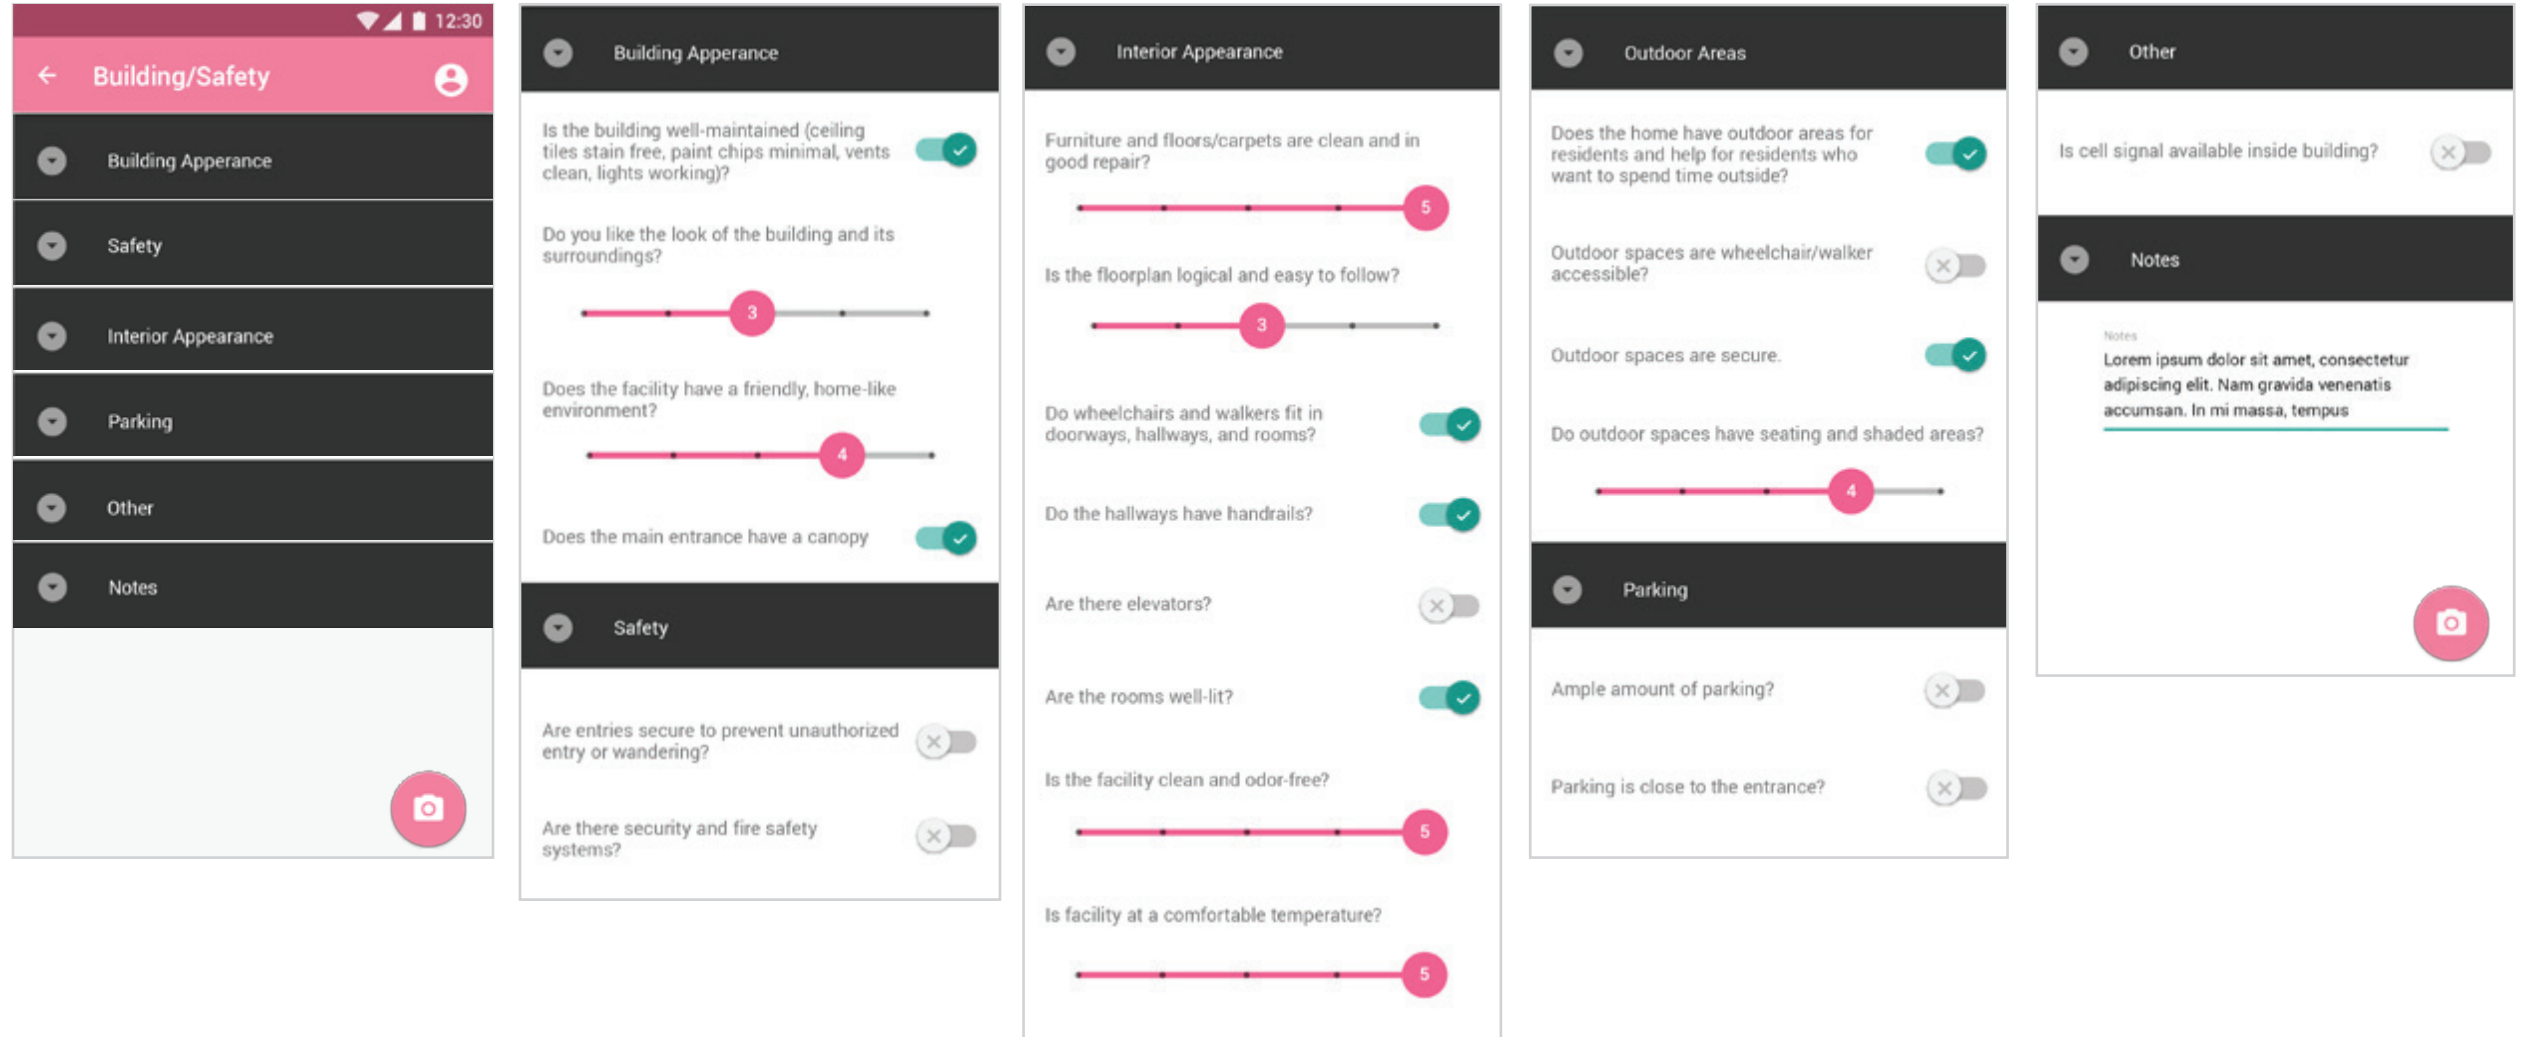 12:30
Building/Safety
Building Apperance
Safety
Interior Appearance
Parking
Other
Notes
Building Apperance
Is the building well-maintained (ceiling
tiles stain free, paint chips minimal, vents
clean, lights working)?
Do you like the look of the building and its
surroundings?
3
Does the facility have a friendly, home-like
environment?
4
Does the main entrance have a canopy
Safety
Are entries secure to prevent unauthorized
entry or wandering?
Are there security and fire safety
systems?
Interior Appearance
Furniture and floors/carpets are clean and in
good repair?
5
Is the floorplan logical and easy to follow?
3
Do wheelchairs and walkers fit in
doorways, hallways, and rooms?
Do the hallways have handrails?
Are there elevators?
Are the rooms well-lit?
Is the facility clean and odor-free?
5
Is facility at a comfortable temperature?
5
Outdoor Areas
Does the home have outdoor areas for
residents and help for residents who
want to spend time outside?
Outdoor spaces are wheelchair/walker
accessible?
Outdoor spaces are secure.
Do outdoor spaces have seating and shaded areas?
4
Parking
Ample amount of parking?
Parking is close to the entrance?
Other
Is cell signal available inside building?
Notes
Notes
Lorem ipsum dolor sit amet, consectetur
adipiscing elit. Nam gravida venenatis
accumsan. In mi massa, tempus